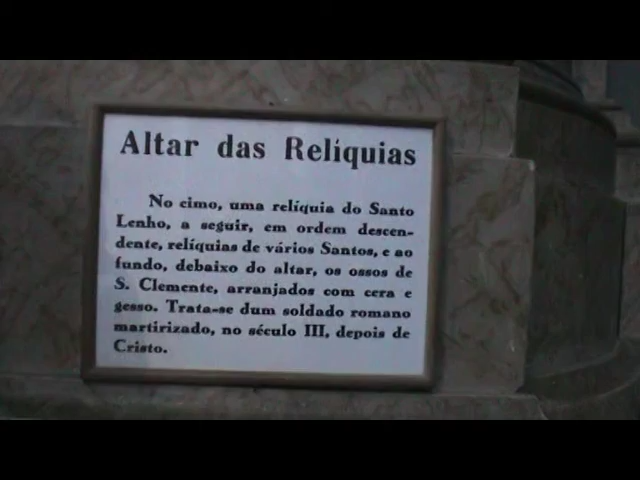 Altar das Relíquias
No cimo, uma relíquia do Santo
Lenho, a seguir, em ordem descen-
dente, relíquias de vários Santos, e ao
fundo, debaixo do altar, os ossos de
S. Clemente, arranjados com cera e
gesso. Trata-se dum soldado romano
martirizado, no século III, depois de
Cristo.